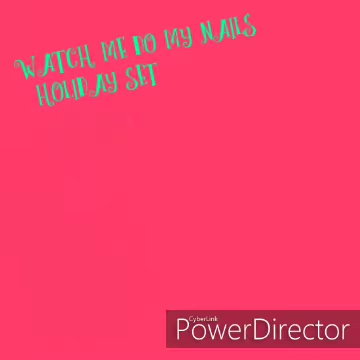 WATCH ME DO MY NAILS
HOLIDAY SET
CyberLink
PowerDirector